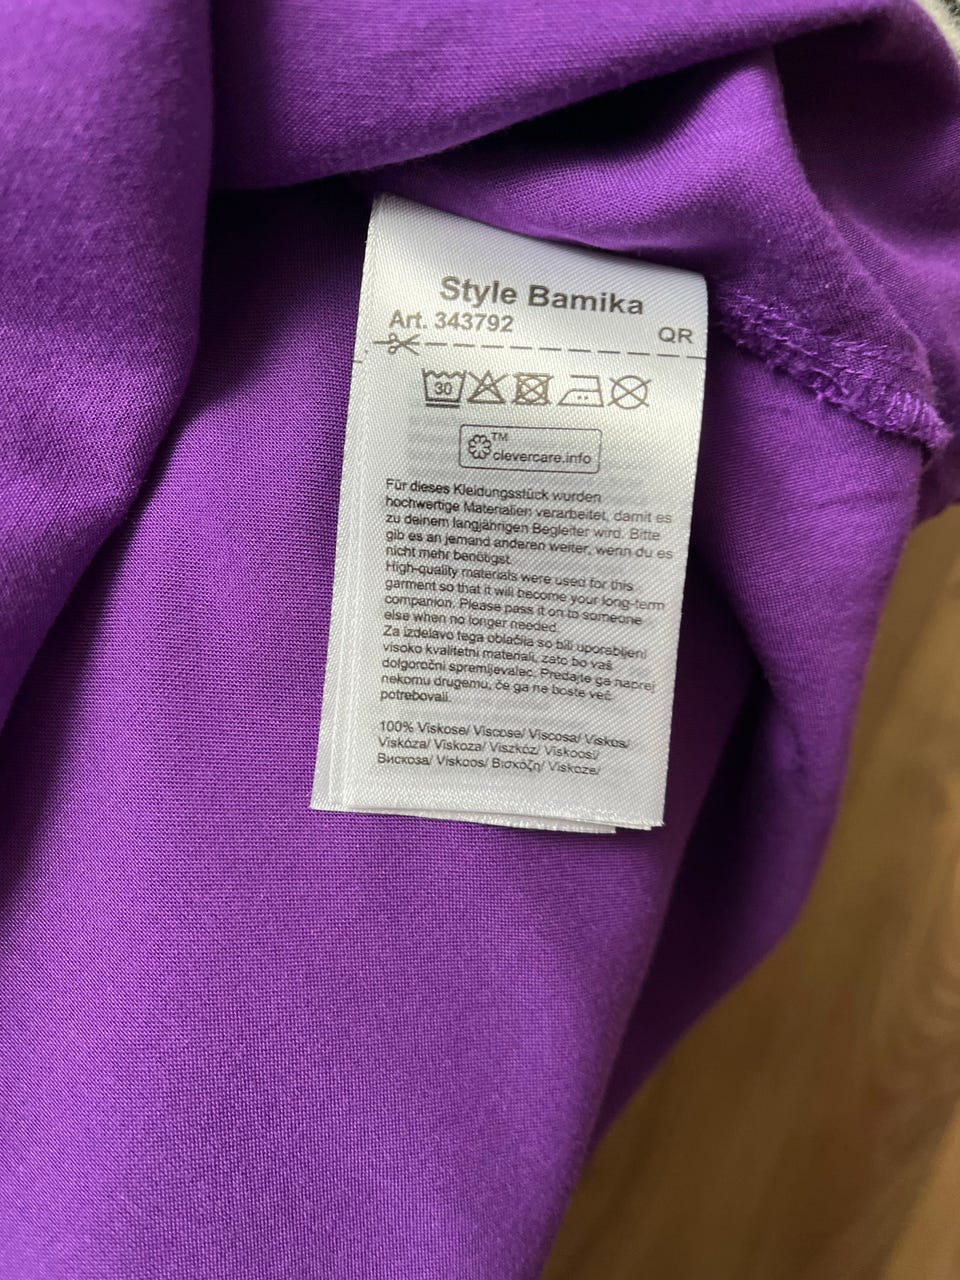 Style Bamika
Art. 343792
QR
30
TM
clevercare.info
Für dieses Kleidungsstück wurden
hochwertige Materialien verarbeitet, damit es
zu deinem langjährigen Begleiter wird. Bitte
gib es an jemand anderen weiter, wenn du es
nicht mehr benötigst.
High-quality materials were used for this
garment so that it will become your long-term
companion. Please pass it on to someone
else when no longer needed.
Za izdelavo tega oblačila so bili uporabljeni
visoko kvalitetni materiali, zato bo vaš
dolgoročni spremljevalec. Predajte ga naprej
nekomu drugemu, če ga ne boste več
potrebovali.
100% Viskose/ Viscose/ Viscosa/ Viskos/
Viskóza/ Viskoza/ Viszkóz/ Viskoosi/
Вискоза/ Viskoos/ Βισκόζη/ Viskoze/